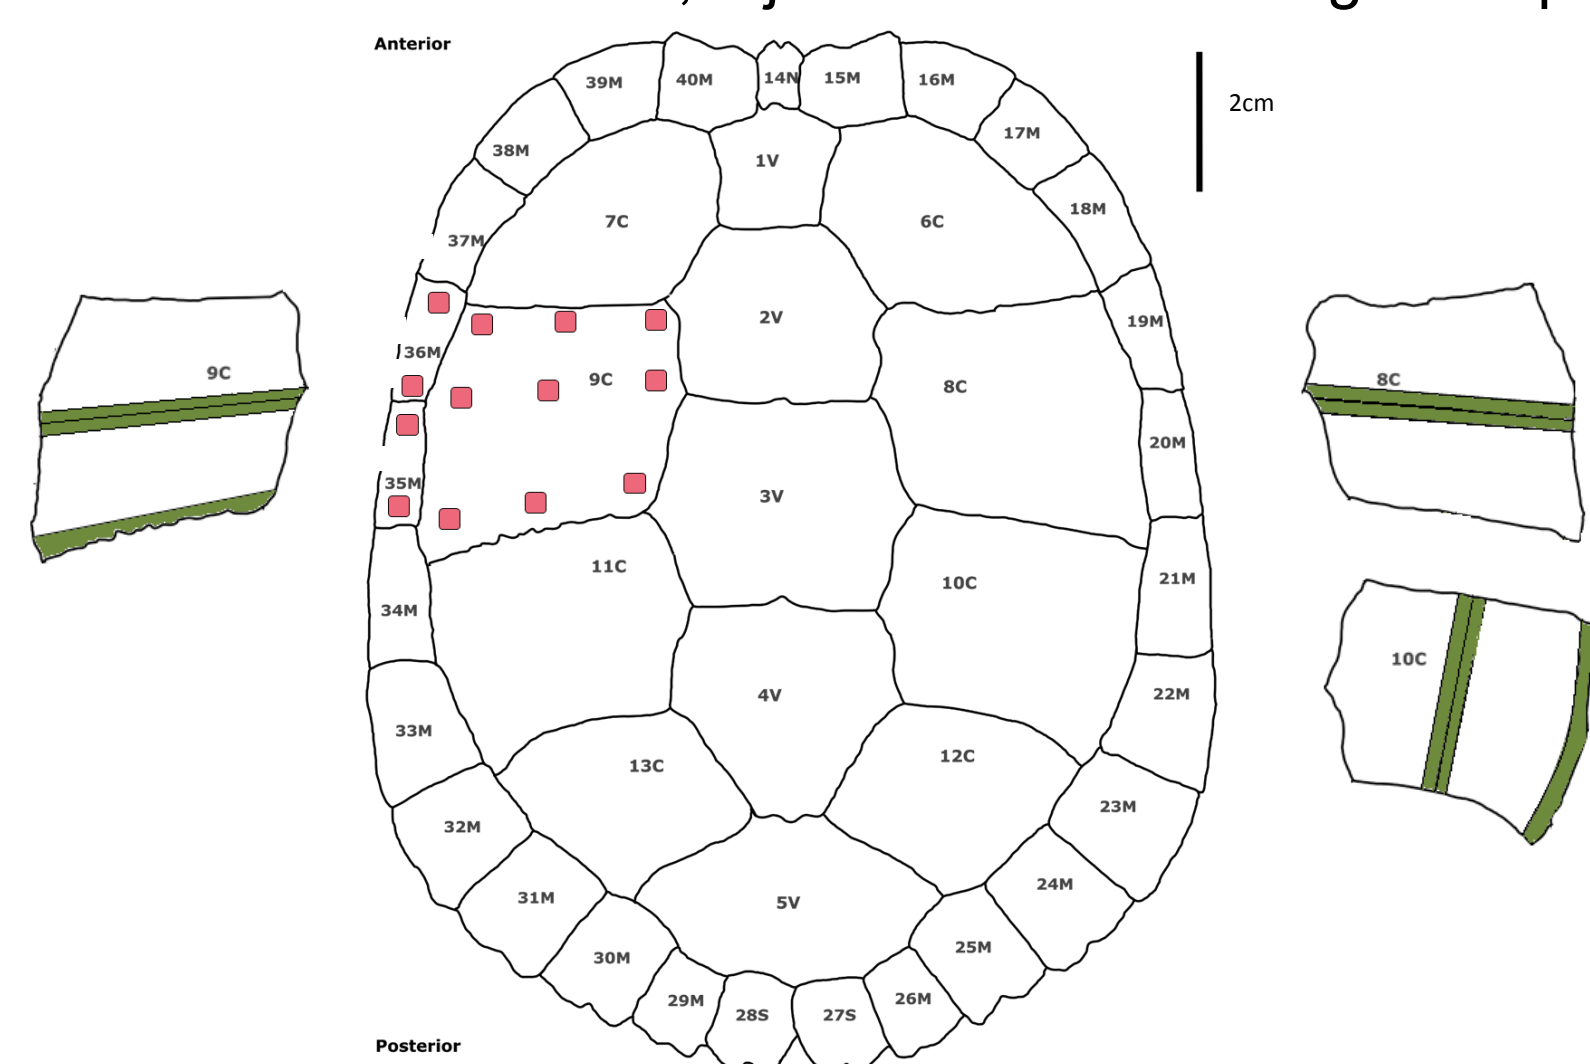 Anterior
2cm
39M 40M 14N 15M 16M
38M 1V 17M
37M 7C 6C 18M
36M 9C 2V 8C 19M
35M 3V 20M
34M 11C 10C 21M
33M 4V 22M
32M 13C 12C 23M
31M 5V 24M
30M 25M
29M 28S 27S 26M
Posterior
9C
8C
10C